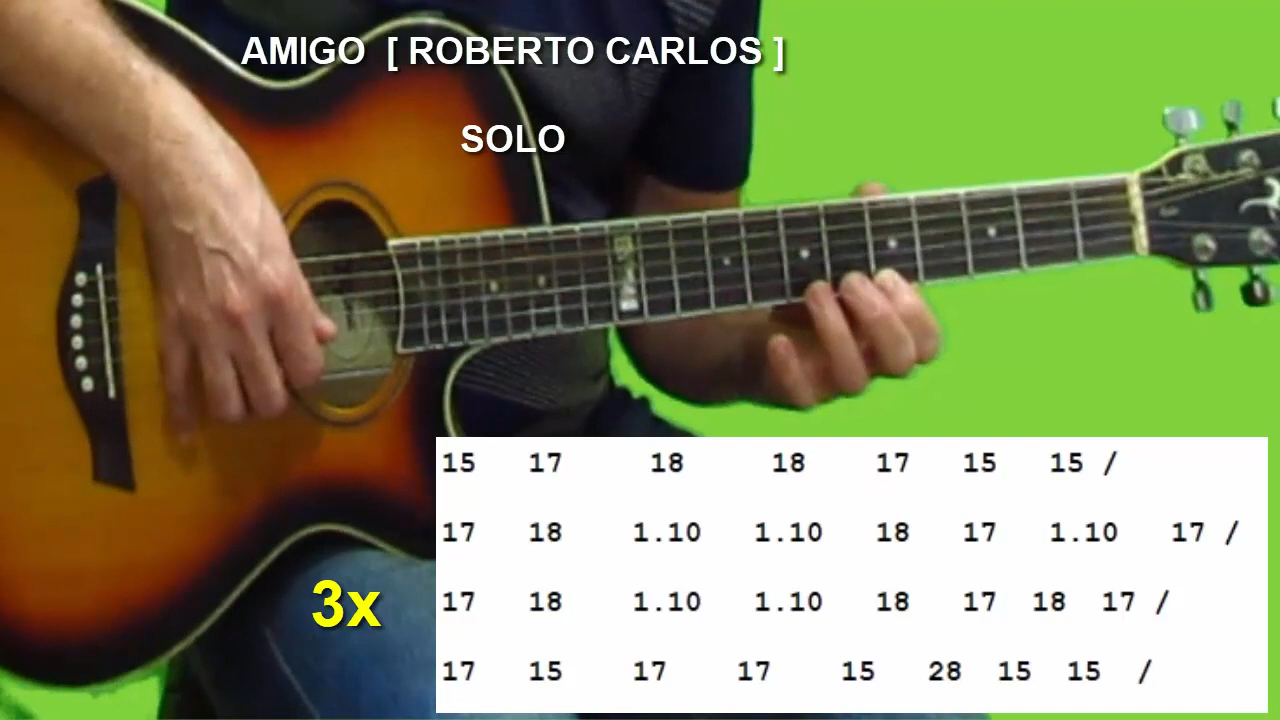 AMIGO [ ROBERTO CARLOS ]
SOLO
15 17 18 18 17 15 15 /
17 18 1.10 1.10 18 17 1.10 17 /
3x
17 18 1.10 1.10 18 17 18 17 /
17 15 17 17 15 28 15 15 /